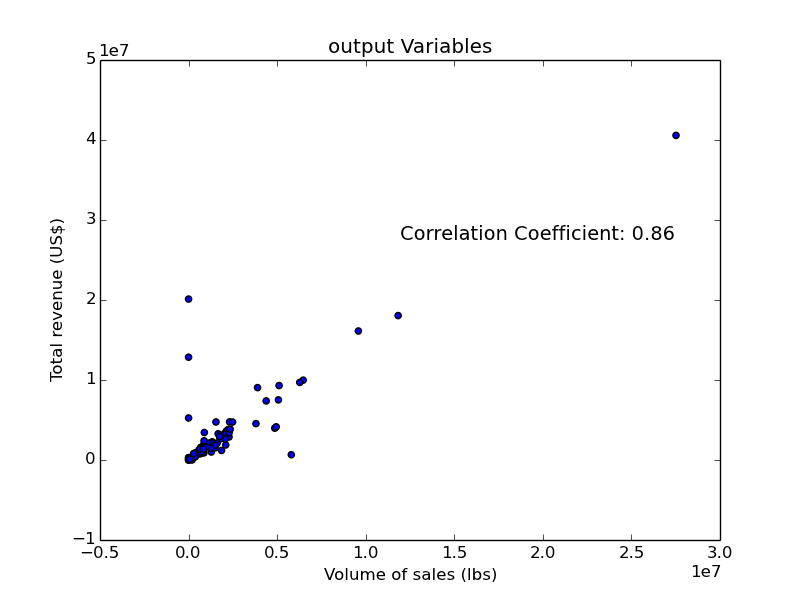 output Variables
1e7
5
4
3
2
1
0
−1
Total revenue (US$)
Correlation Coefficient: 0.86
−0.5 0.0 0.5 1.0 1.5 2.0 2.5 3.0
1e7
Volume of sales (lbs)